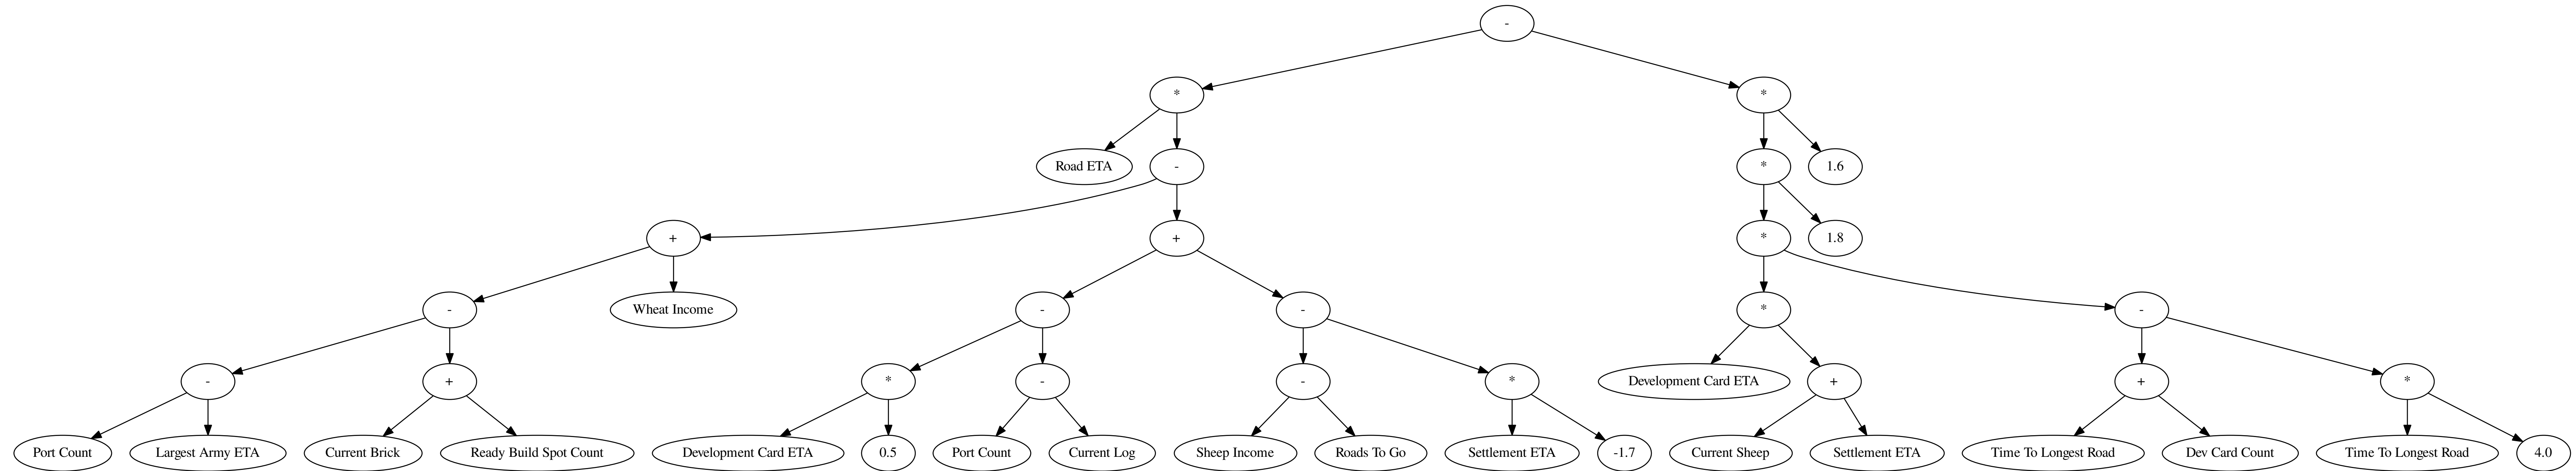 -
* *
Road ETA - * 1.6
+ + * 1.8
- Wheat Income - - * -
- + * - - * Development Card ETA + + *
Port Count Largest Army ETA Current Brick Ready Build Spot Count Development Card ETA 0.5 Port Count Current Log Sheep Income Roads To Go Settlement ETA -1.7 Current Sheep Settlement ETA Time To Longest Road Dev Card Count Time To Longest Road 4.0